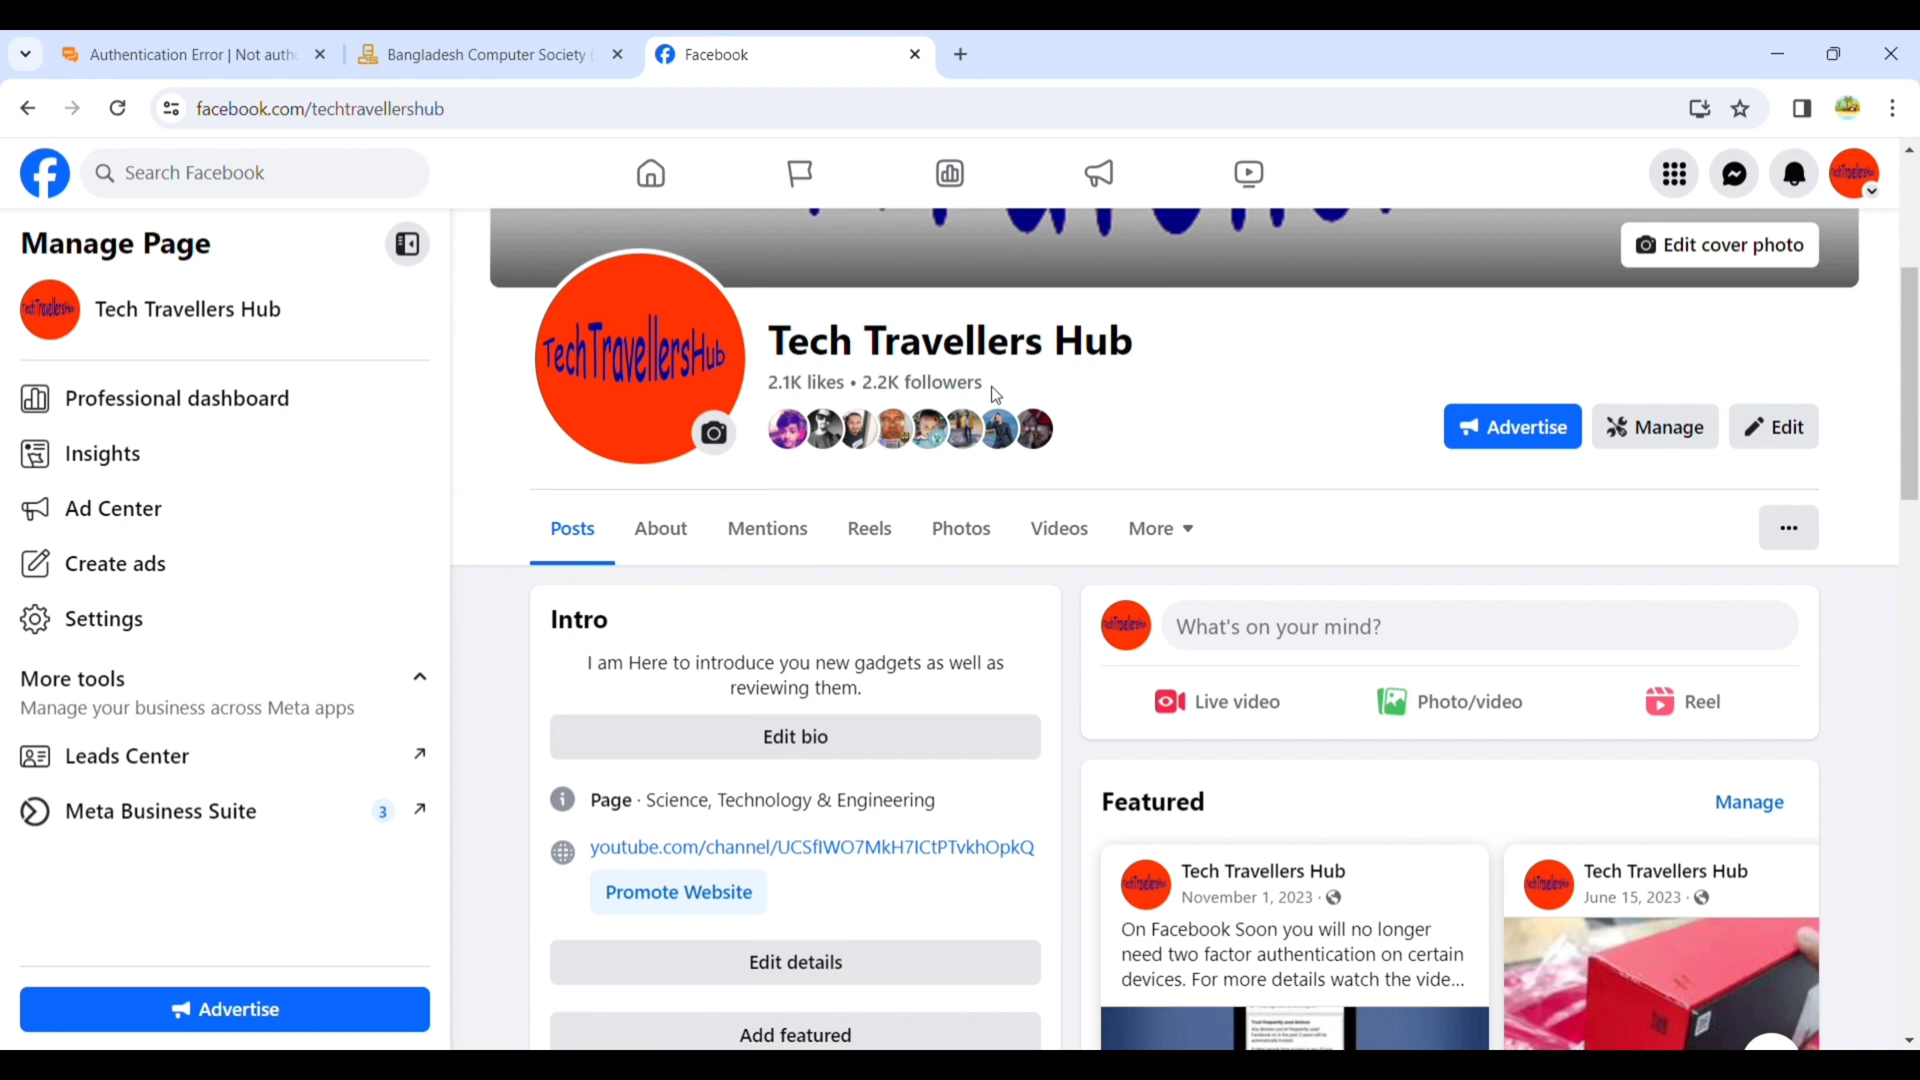 Authentication Error | Not autho
Bangladesh Computer Society (
Facebook
facebook.com/techtravellershub
Search Facebook
Manage Page
Tech Travellers Hub
Professional dashboard
Insights
Ad Center
Create ads
Settings
More tools
Manage your business across Meta apps
Leads Center
Meta Business Suite
3
Advertise
Edit cover photo
TechTravellersHub
Tech Travellers Hub
2.1K likes • 2.2K followers
Advertise
Manage
Edit
Posts
About
Mentions
Reels
Photos
Videos
More
Intro
I am Here to introduce you new gadgets as well as
reviewing them.
Edit bio
Page · Science, Technology & Engineering
Promote Website
Edit details
Add featured
What's on your mind?
Live video
Photo/video
Reel
Featured
Manage
Tech Travellers Hub
November 1, 2023 ·
On Facebook Soon you will no longer
need two factor authentication on certain
devices. For more details watch the vide...
Tech Travellers Hub
June 15, 2023 ·